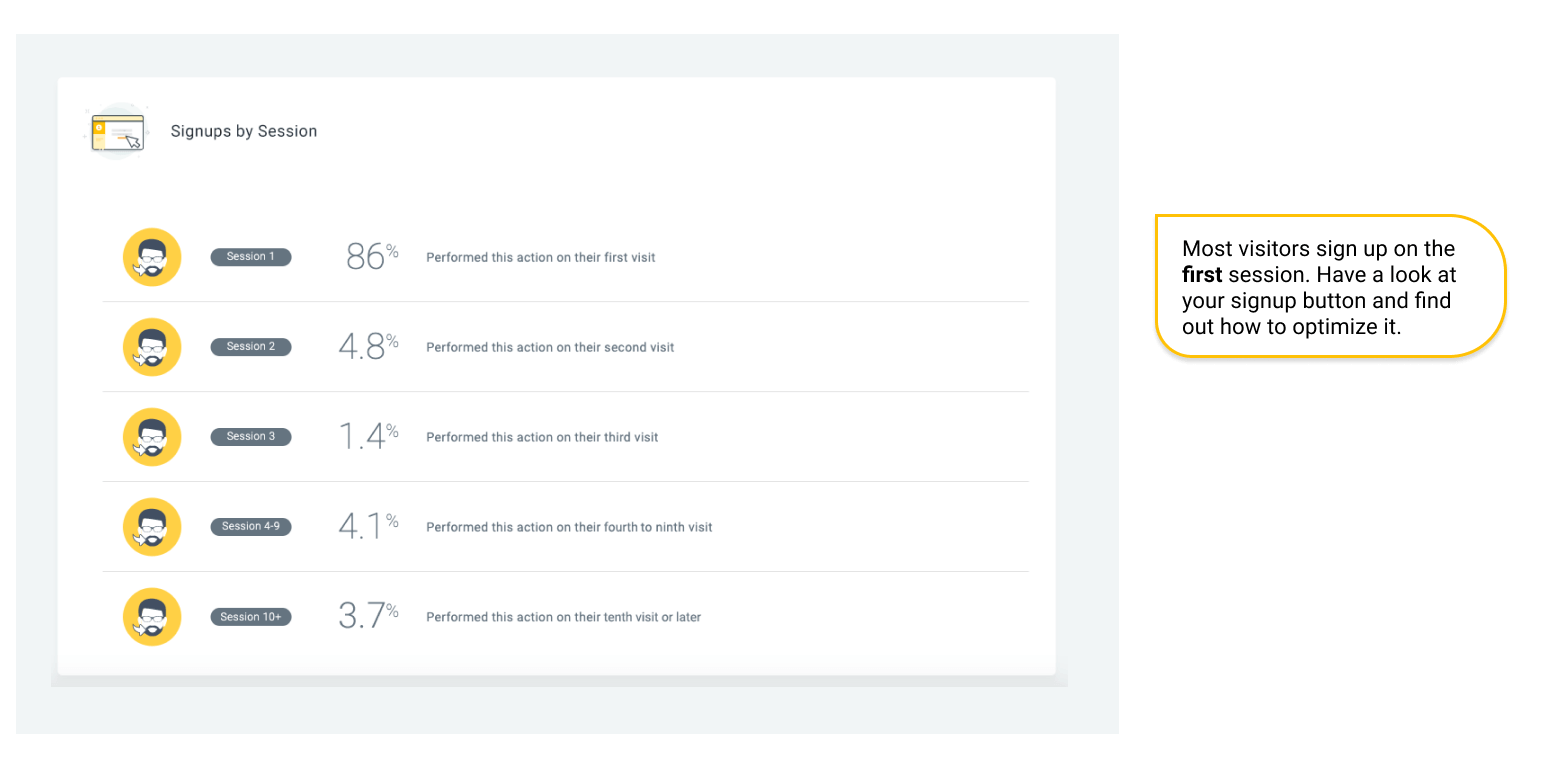 Signups by Session
Session 1 86% Performed this action on their first visit
Session 2 4.8% Performed this action on their second visit
Session 3 1.4% Performed this action on their third visit
Session 4-9 4.1% Performed this action on their fourth to ninth visit
Session 10+ 3.7% Performed this action on their tenth visit or later
Most visitors sign up on the
first session. Have a look at
your signup button and find
out how to optimize it.